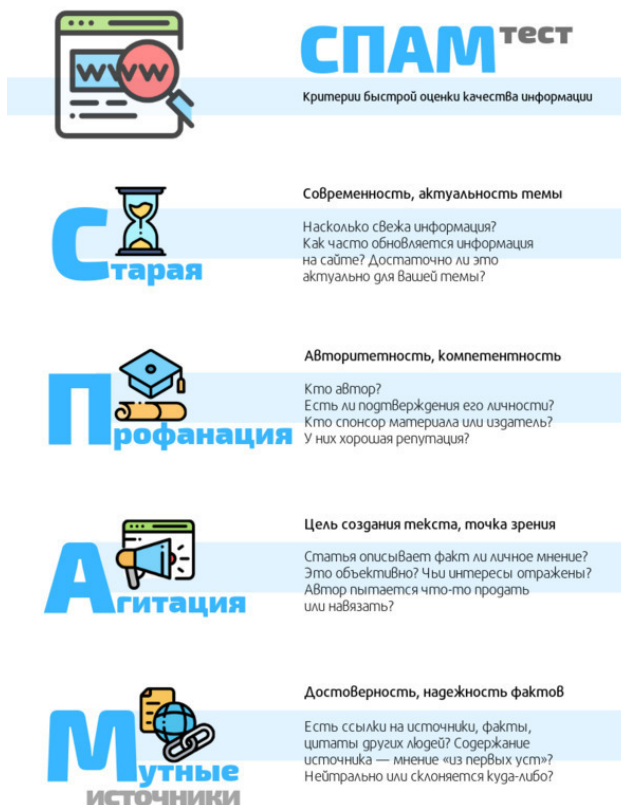 www
СПАМ тест
Критерии быстрой оценки качества информации
Старая
Современность, актуальность темы
Насколько свежа информация?
Как часто обновляется информация
на сайте? Достаточно ли это
актуально для вашей темы?
Профанация
Авторитетность, компетентность
Кто автор?
Есть ли подтверждения его личности?
Кто спонсор материала или издатель?
У них хорошая репутация?
Агитация
Цель создания текста, точка зрения
Статья описывает факт ли личное мнение?
Это объективно? Чьи интересы отражены?
Автор пытается что-то продать
или навязать?
Мутные
источники
Достоверность, надежность фактов
Есть ссылки на источники, факты,
цитаты других людей? Содержание
источника — мнение «из первых уст»?
Нейтрально или склоняется куда-либо?